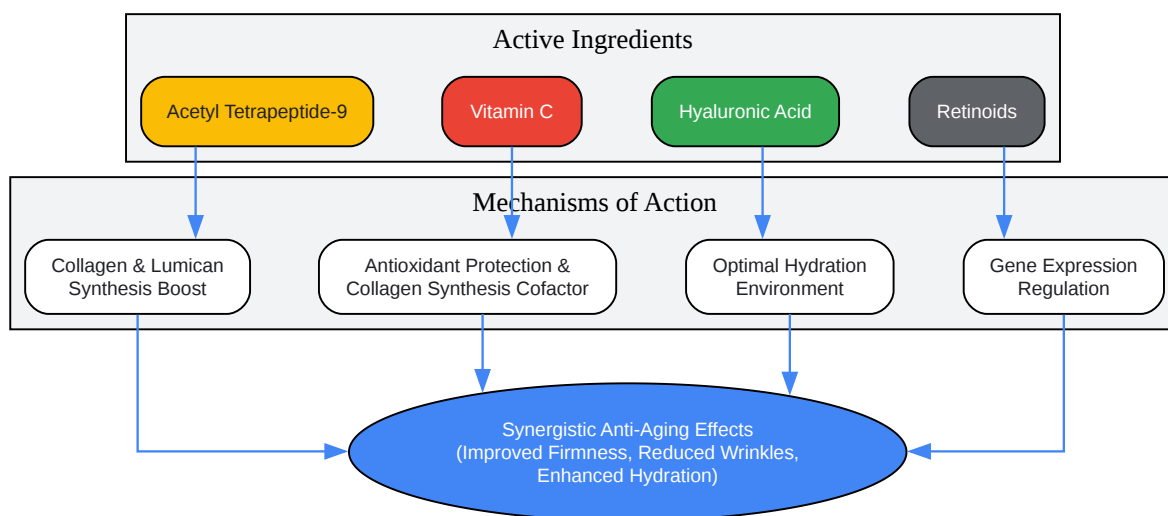 Active Ingredients
Acetyl Tetrapeptide-9
Vitamin C
Hyaluronic Acid
Retinoids
Mechanisms of Action
Collagen & Lumican
Synthesis Boost
Antioxidant Protection &
Collagen Synthesis Cofactor
Optimal Hydration
Environment
Gene Expression
Regulation
Synergistic Anti-Aging Effects
(Improved Firmness, Reduced Wrinkles,
Enhanced Hydration)